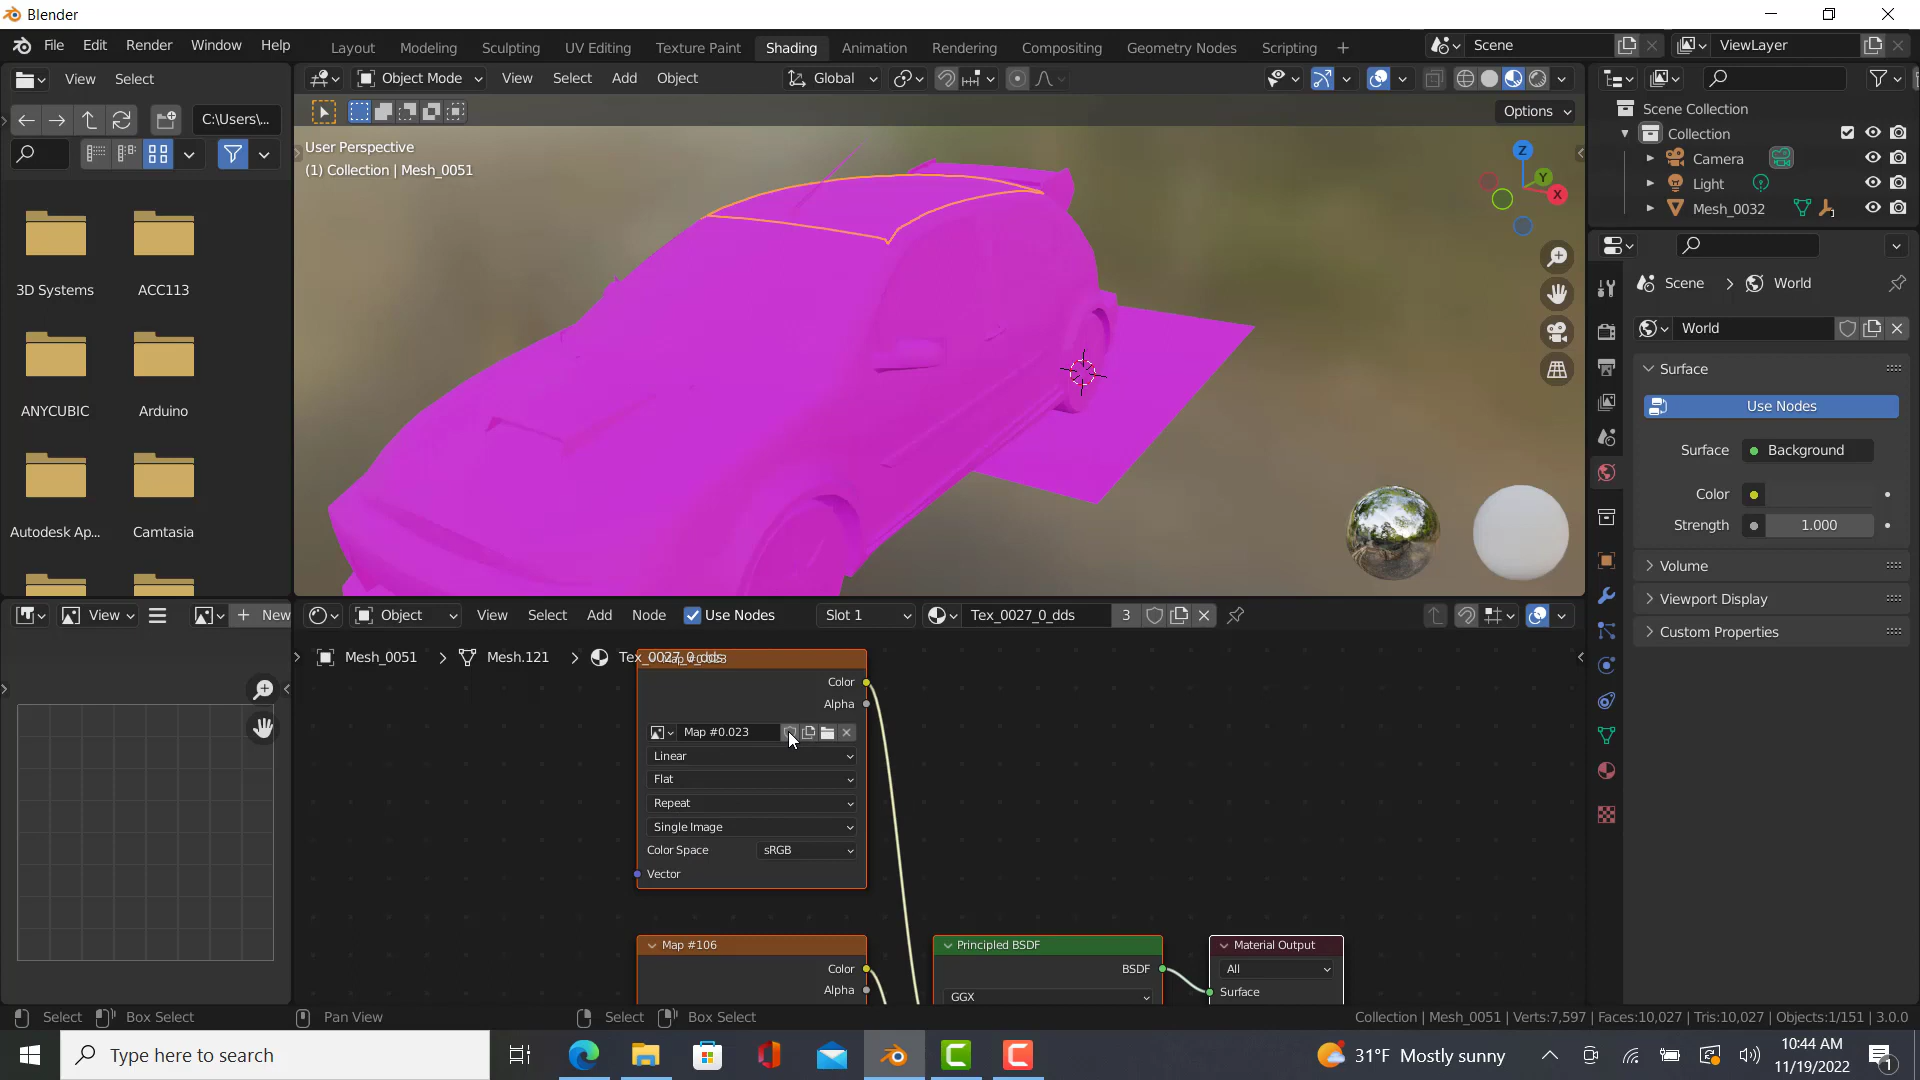 Blender
File Edit Render Window Help
Layout Modeling Sculpting UV Editing Texture Paint Shading Animation Rendering Compositing Geometry Nodes Scripting
Scene
ViewLayer
View Select
Object Mode View Select Add Object
Global
C:\Users\...
Options
User Perspective
(1) Collection | Mesh_0051
Z
Y
X
Scene Collection
Collection
Camera
Light
Mesh_0032
3D Systems
ACC113
ANYCUBIC
Arduino
Autodesk Ap...
Camtasia
Scene > World
World
Surface
Use Nodes
Surface Background
Color
Strength 1.000
Volume
Viewport Display
Custom Properties
View
New
Object View Select Add Node Use Nodes Slot 1 Tex_0027_0_dds 3
Mesh_0051 > Mesh.121 > Tex_0027_0_dds
Color
Alpha
Map #0.023
Linear
Flat
Repeat
Single Image
Color Space sRGB
Vector
Map #106
Color
Alpha
Principled BSDF
BSDF
GGX
Material Output
All
Surface
Select Box Select Pan View Select Box Select
Collection | Mesh_0051 | Verts:7,597 | Faces:10,027 | Tris:10,027 | Objects:1/151 | 3.0.0
Type here to search
31°F Mostly sunny
10:44 AM
11/19/2022
1